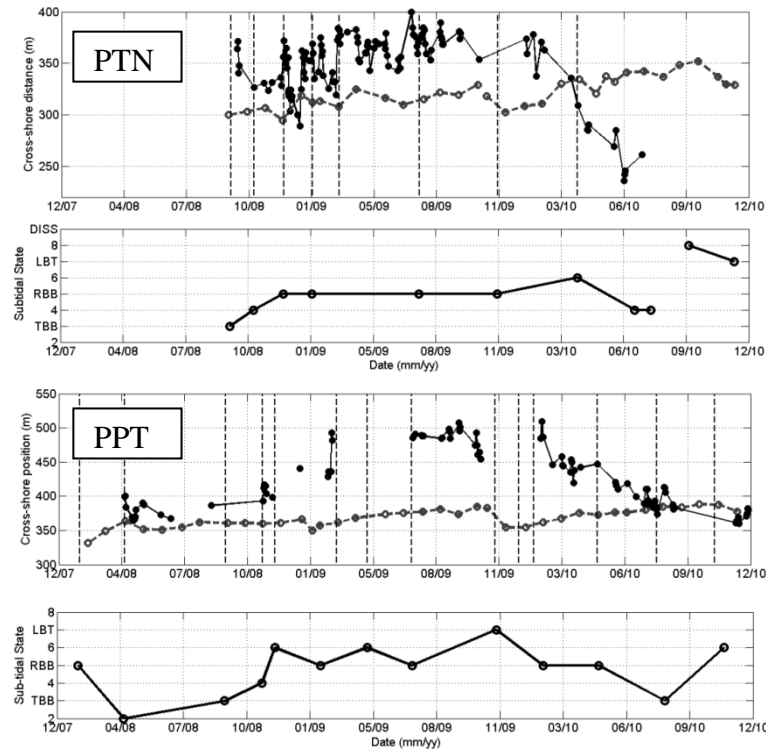 PTN
Cross-shore distance (m)
400
350
300
250
12/07 04/08 07/08 10/08 01/09 05/09 08/09 11/09 03/10 06/10 09/10 12/10
Subtidal State
DISS
8
LBT
6
RBB
4
TBB
2
12/07 04/08 07/08 10/08 01/09 05/09 08/09 11/09 03/10 06/10 09/10 12/10
Date (mm/yy)
PPT
Cross-shore position (m)
550
500
450
400
350
300
12/07 04/08 07/08 10/08 01/09 05/09 08/09 11/09 03/10 06/10 09/10 12/10
Sub-tidal State
8
LBT
6
RBB
4
TBB
2
12/07 04/08 07/08 10/08 01/09 05/09 08/09 11/09 03/10 06/10 09/10 12/10
Date (mm/yy)